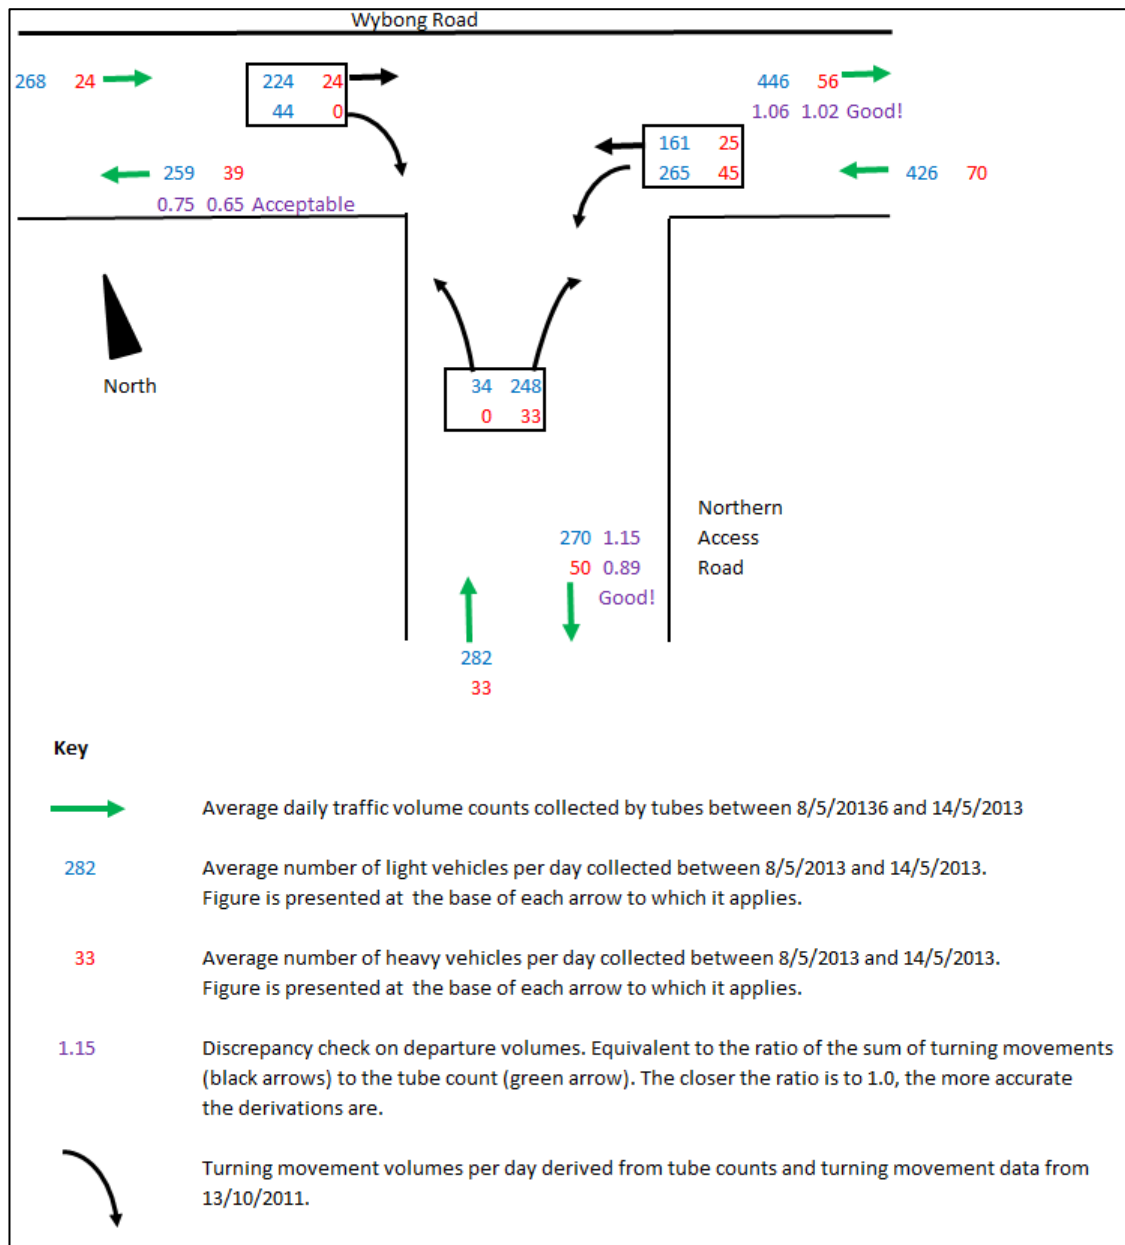 Wybong Road
268 24
224 24
44 0
446 56
1.06 1.02 Good!
161 25
265 45
426 70
259 39
0.75 0.65 Acceptable
North
34 248
0 33
Northern
Access
Road
270 1.15
50 0.89
Good!
282
33
Key
Average daily traffic volume counts collected by tubes between 8/5/20136 and 14/5/2013
282 Average number of light vehicles per day collected between 8/5/2013 and 14/5/2013.
Figure is presented at the base of each arrow to which it applies.
33 Average number of heavy vehicles per day collected between 8/5/2013 and 14/5/2013.
Figure is presented at the base of each arrow to which it applies.
1.15 Discrepancy check on departure volumes. Equivalent to the ratio of the sum of turning movements
(black arrows) to the tube count (green arrow). The closer the ratio is to 1.0, the more accurate
the derivations are.
Turning movement volumes per day derived from tube counts and turning movement data from
13/10/2011.